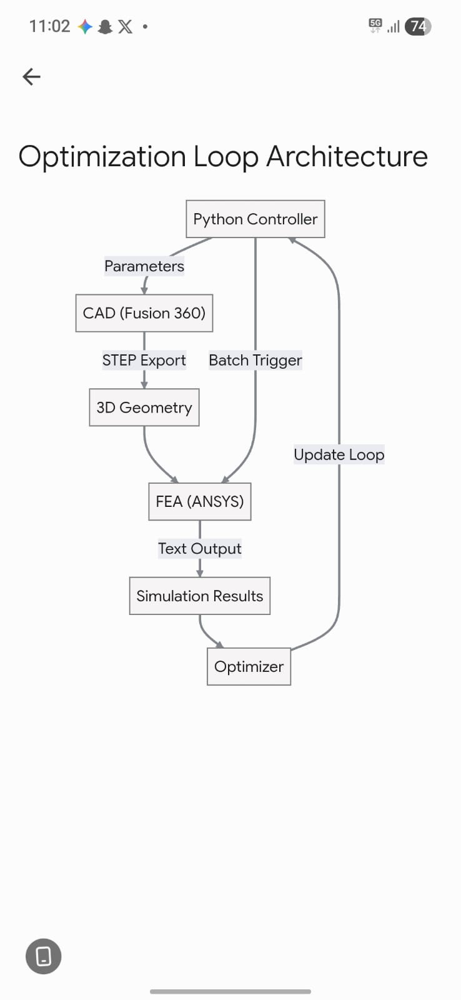 11:02
5G
74
Optimization Loop Architecture
Python Controller
Parameters
CAD (Fusion 360)
STEP Export
Batch Trigger
3D Geometry
Update Loop
FEA (ANSYS)
Text Output
Simulation Results
Optimizer